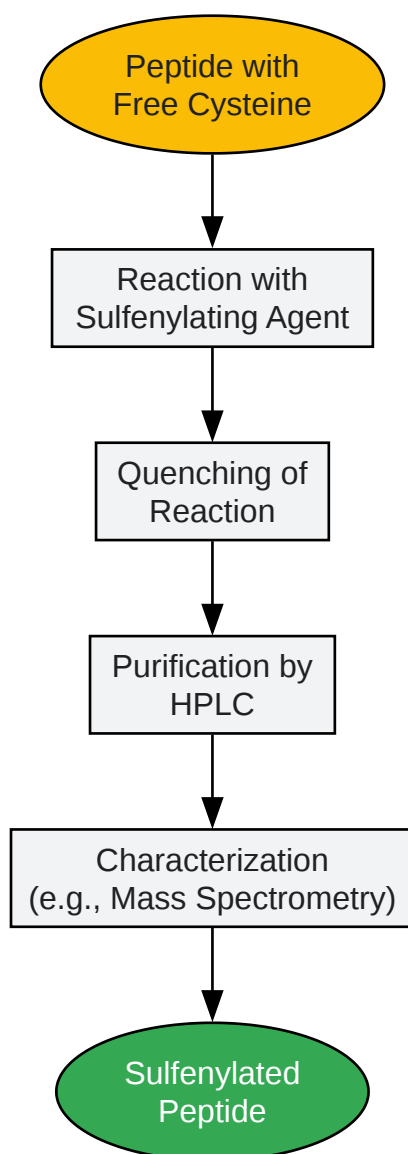 Peptide with
Free Cysteine
Reaction with
Sulfenylating Agent
Quenching of
Reaction
Purification by
HPLC
Characterization
(e.g., Mass Spectrometry)
Sulfenylated
Peptide